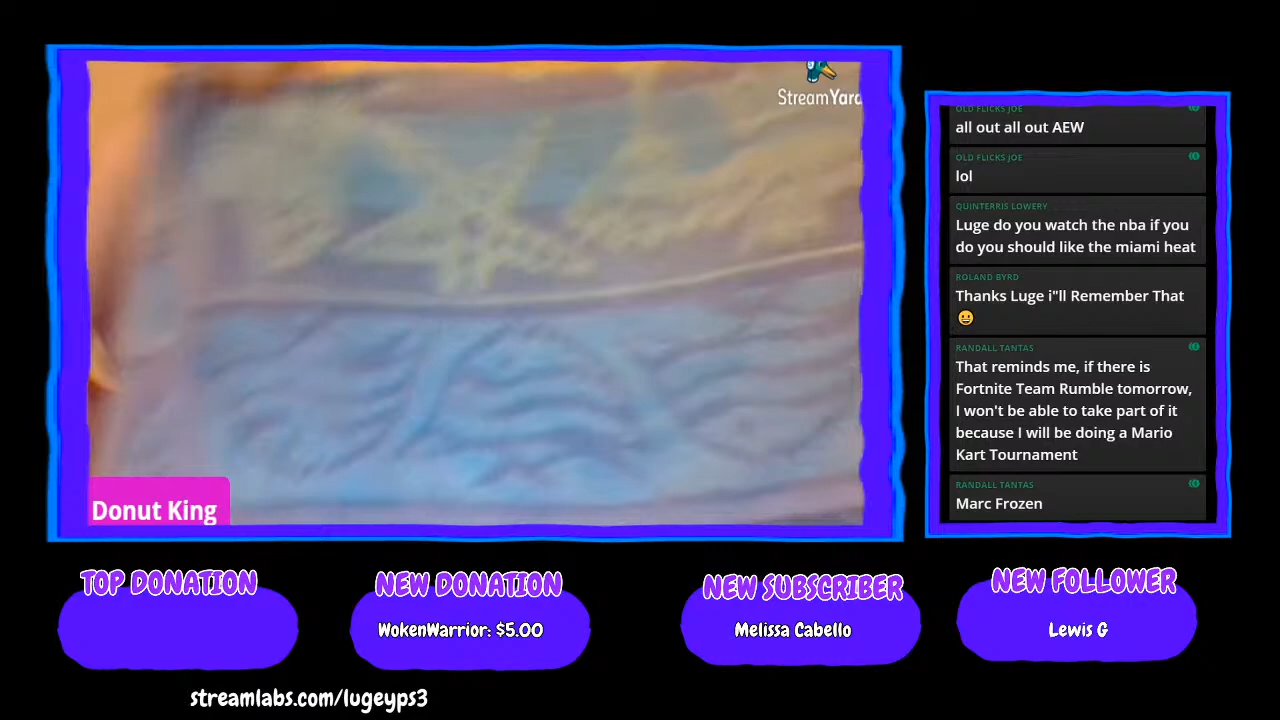 StreamYard
Donut King
OLD FLICKS JOE
all out all out AEW
OLD FLICKS JOE
lol
QUINTERRIS LOWERY
Luge do you watch the nba if you
do you should like the miami heat
ROLAND BYRD
Thanks Luge i"ll Remember That
😀
RANDALL TANTAS
That reminds me, if there is
Fortnite Team Rumble tomorrow,
I won't be able to take part of it
because I will be doing a Mario
Kart Tournament
RANDALL TANTAS
Marc Frozen
TOP DONATION
NEW DONATION
WokenWarrior: $5.00
NEW SUBSCRIBER
Melissa Cabello
NEW FOLLOWER
Lewis G
streamlabs.com/lugeyps3